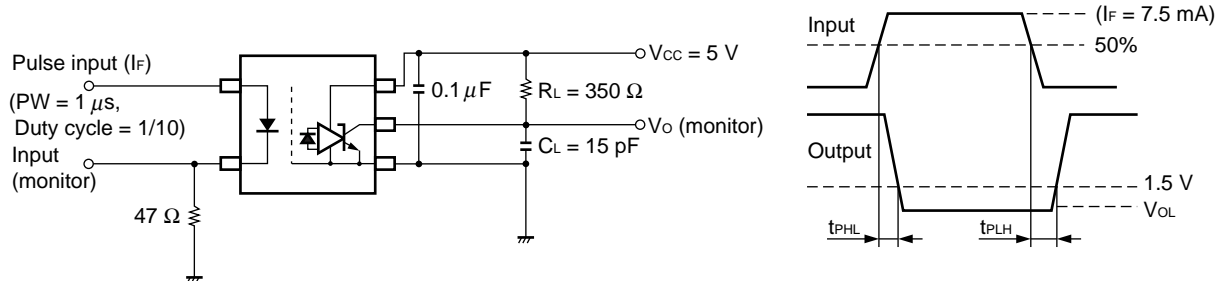 Pulse input (IF)
(PW = 1 μs,
Duty cycle = 1/10)
Input
(monitor)
47 Ω
0.1 μF
VCC = 5 V
RL = 350 Ω
VO (monitor)
CL = 15 pF
Input
(IF = 7.5 mA)
50%
Output
1.5 V
VOL
tPHL
tPLH